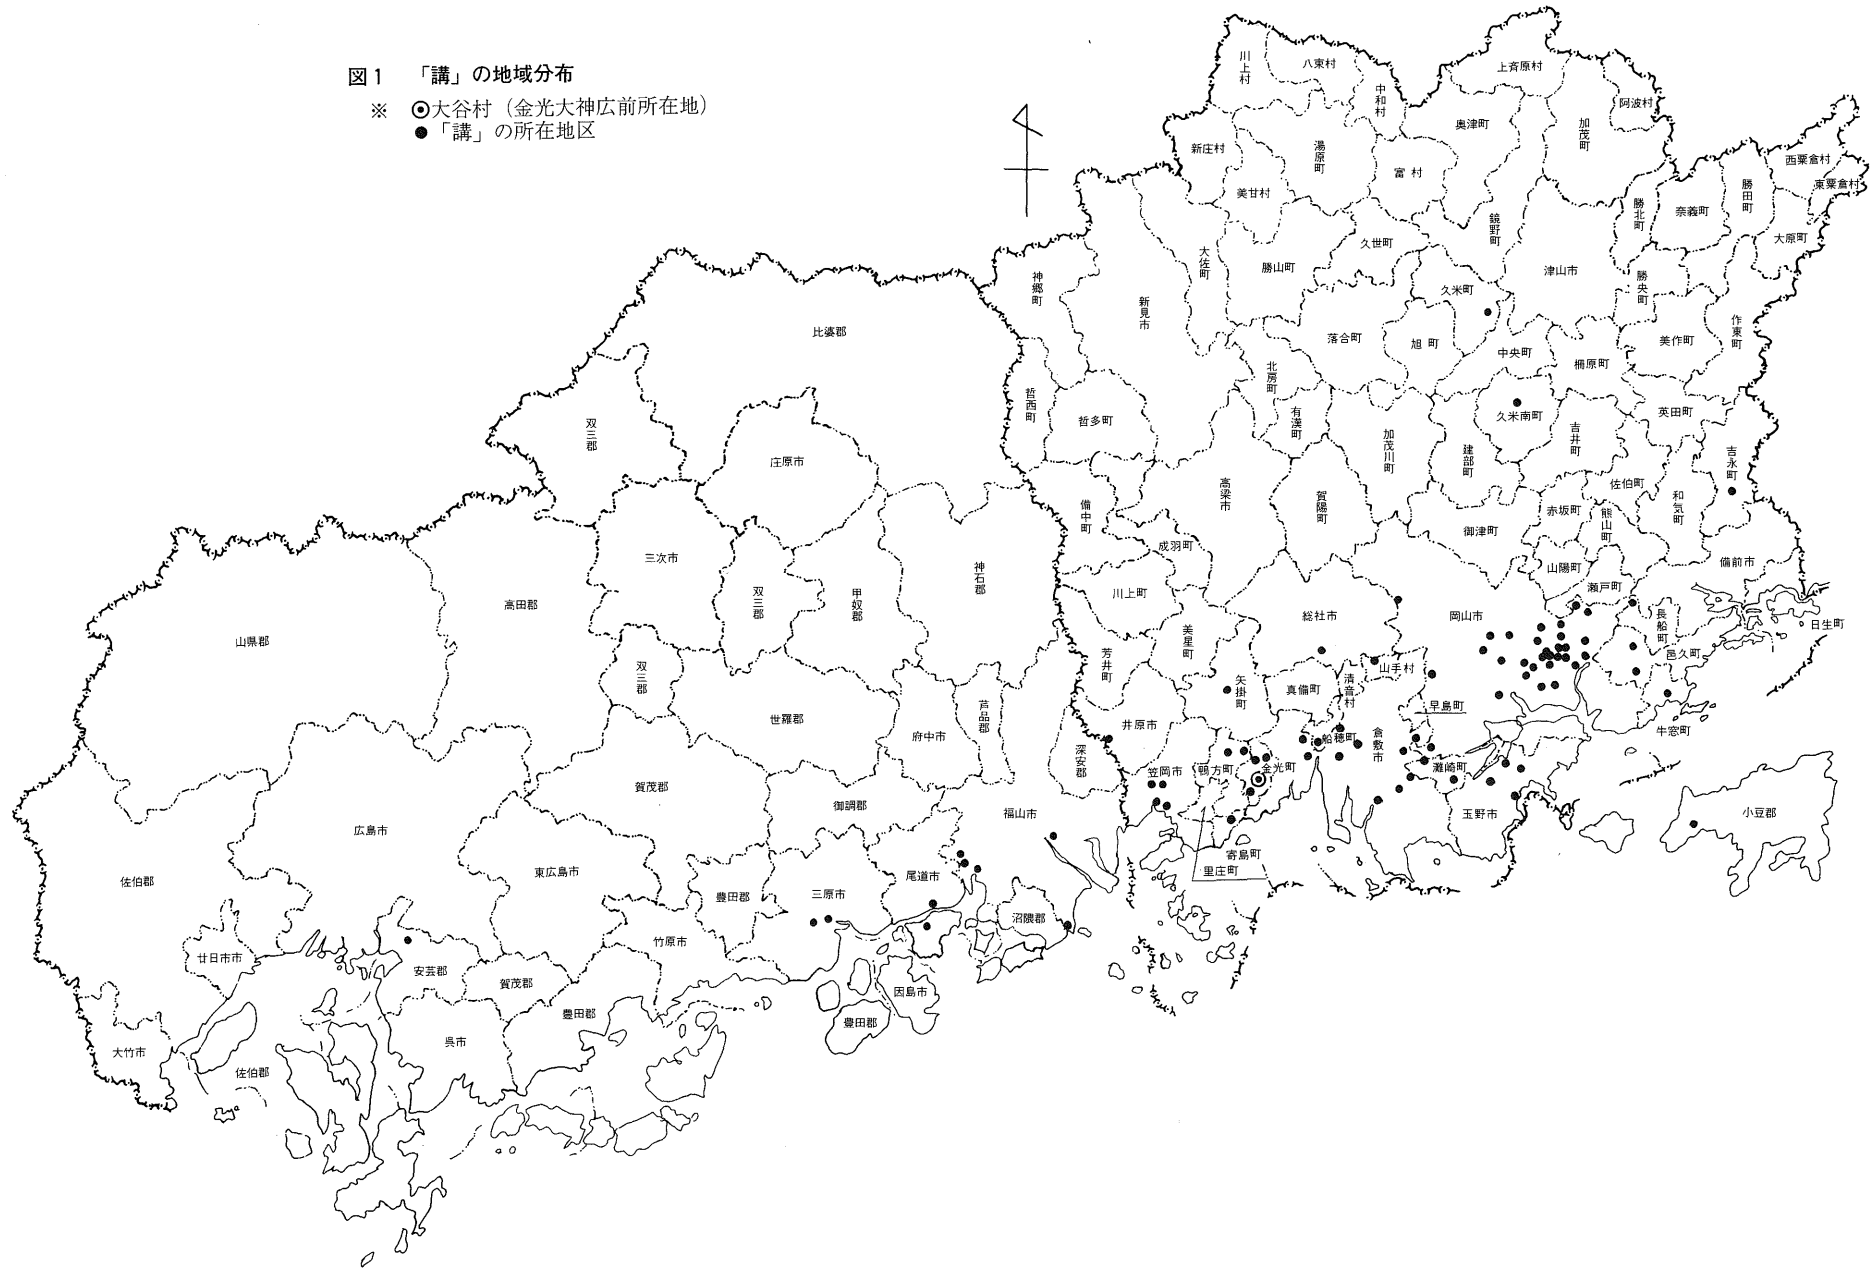 図1 「講」の地域分布
※ ◉大谷村（金光大神広前所在地）
●「講」の所在地区
川上村
八束村
中和村
上斉原村
阿波村
奥津町
加茂町
新庄村
湯原町
富村
美甘村
西粟倉村
東粟倉村
勝田町
奈義町
勝北町
大原町
鏡野町
久世町
大佐町
勝山町
津山市
神郷町
新見市
久米町
勝央町
作東町
比婆郡
落合町
旭町
中央町
柵原町
美作町
北房町
哲西町
哲多町
有漢町
久米南町
英田町
双三郡
庄原市
加茂川町
建部町
吉井町
吉永町
高梁市
賀陽町
佐伯町
和気町
備中町
赤坂町
熊山町
御津町
成羽町
三次市
神石郡
山陽町
備前市
瀬戸町
高田郡
双三郡
甲奴郡
川上町
総社市
岡山市
長船町
日生町
山県郡
美星町
芳井町
邑久町
双三郡
山手村
矢掛町
真備町
清音村
世羅郡
芦品郡
早島町
府中市
井原市
船穂町
倉敷市
牛窓町
深安郡
笠岡市
鴨方町
金光町
灘崎町
賀茂郡
御調郡
福山市
玉野市
小豆郡
広島市
寄島町
里庄町
佐伯郡
東広島市
豊田郡
三原市
尾道市
沼隈郡
竹原市
廿日市市
安芸郡
賀茂郡
因島市
豊田郡
豊田郡
呉市
大竹市
佐伯郡